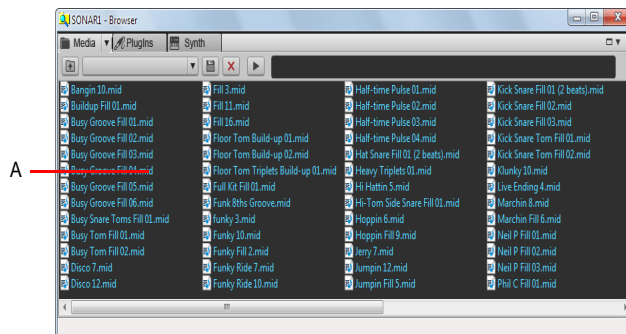 SONAR1 - Browser
Media PlugIns Synth
Bangin 10.mid Fill 3.mid Half-time Pulse 01.mid Kick Snare Fill 01 (2 beats).mid
Buildup Fill 01.mid Fill 11.mid Half-time Pulse 02.mid Kick Snare Fill 02.mid
Busy Groove Fill 01.mid Fill 16.mid Half-time Pulse 03.mid Kick Snare Fill 03.mid
Busy Groove Fill 02.mid Floor Tom Build-up 01.mid Half-time Pulse 04.mid Kick Snare Tom Fill 01.mid
Busy Groove Fill 03.mid Floor Tom Build-up 02.mid Hat Snare Fill 01 (2 beats).mid Kick Snare Tom Fill 02.mid
A Busy Groove Fill 04.mid Floor Tom Triplets Build-up 01.mid Heavy Triplets 01.mid Klunky 10.mid
Busy Groove Fill 05.mid Full Kit Fill 01.mid Hi Hattin 5.mid Live Ending 4.mid
Busy Groove Fill 06.mid Funk 8ths Groove.mid Hi-Tom Side Snare Fill 01.mid Marchin 8.mid
Busy Snare Toms Fill 01.mid funky 3.mid Hoppin 6.mid Marchin Fill 6.mid
Busy Tom Fill 01.mid Funky 10.mid Hoppin Fill 9.mid Neil P Fill 01.mid
Busy Tom Fill 02.mid Funky Fill 2.mid Jerry 7.mid Neil P Fill 02.mid
Disco 7.mid Funky Ride 7.mid Jumpin 12.mid Neil P Fill 03.mid
Disco 12.mid Funky Ride 10.mid Jumpin Fill 5.mid Phil C Fill 01.mid